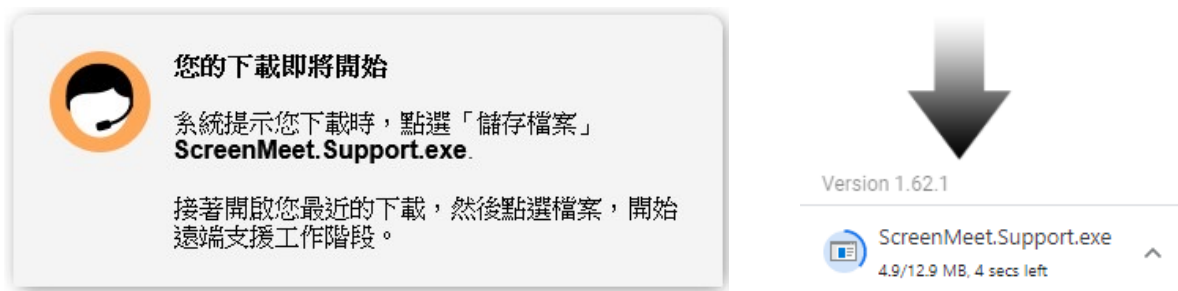 您的下載即將開始
系統提示您下載時，點選「儲存檔案」
ScreenMeet.Support.exe.
接著開啟您最近的下載，然後點選檔案，開始
遠端支援工作階段。
Version 1.62.1
ScreenMeet.Support.exe
4.9/12.9 MB, 4 secs left